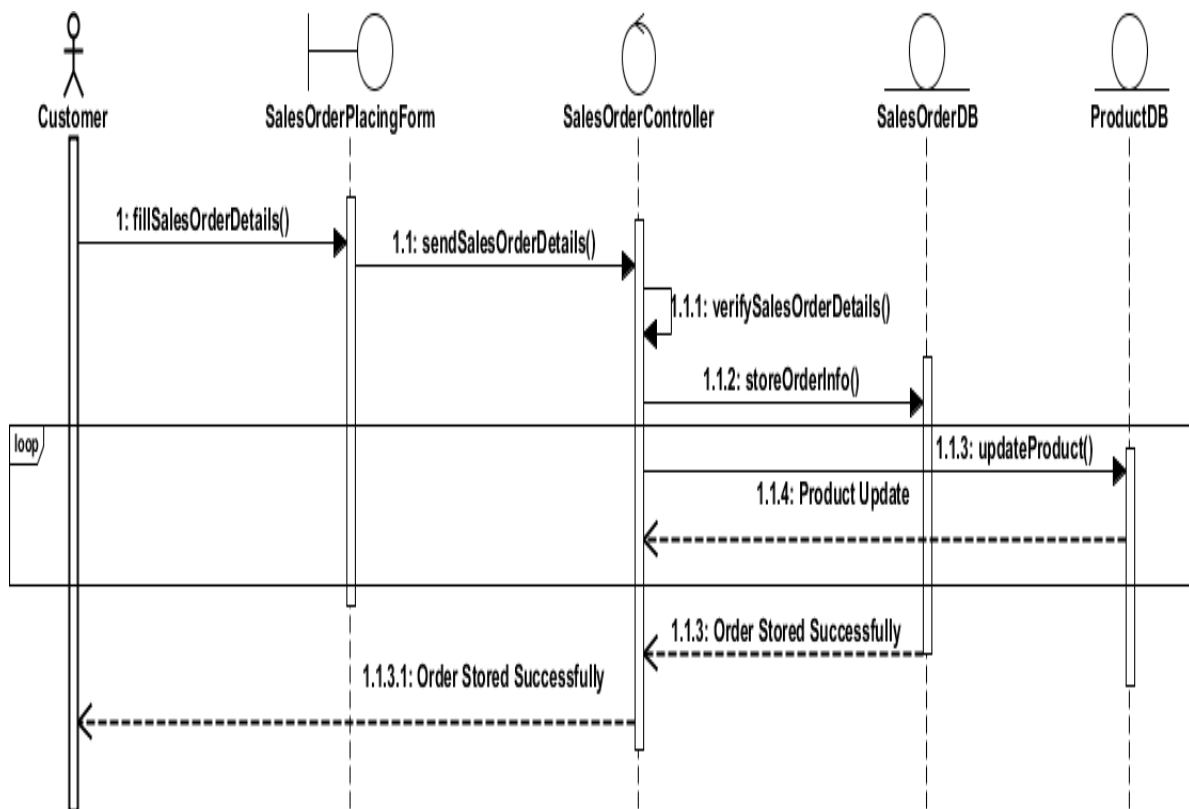 Customer
SalesOrderPlacingForm
SalesOrderController
SalesOrderDB
ProductDB
1: fillSalesOrderDetails()
1.1: sendSalesOrderDetails()
1.1.1: verifySalesOrderDetails()
1.1.2: storeOrderInfo()
loop
1.1.3: updateProduct()
1.1.4: Product Update
1.1.3: Order Stored Successfully
1.1.3.1: Order Stored Successfully